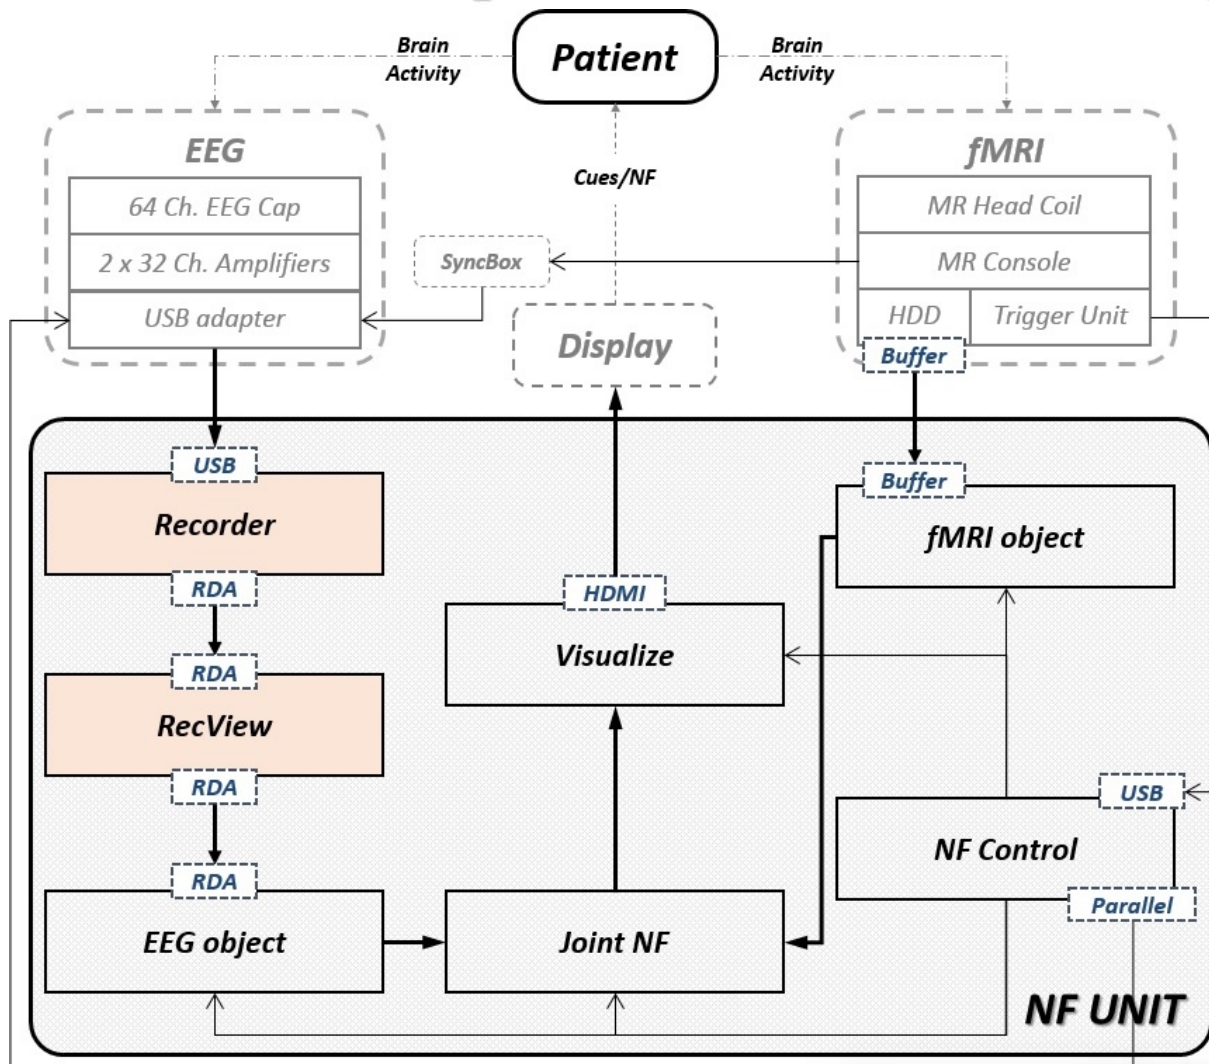 Patient
Brain
Activity
Brain
Activity
EEG
64 Ch. EEG Cap
2 x 32 Ch. Amplifiers
USB adapter
Cues/NF
SyncBox
Display
fMRI
MR Head Coil
MR Console
HDD
Trigger Unit
Buffer
USB
Recorder
RDA
RDA
RecView
RDA
RDA
EEG object
HDMI
Visualize
Joint NF
Buffer
fMRI object
USB
NF Control
Parallel
NF UNIT